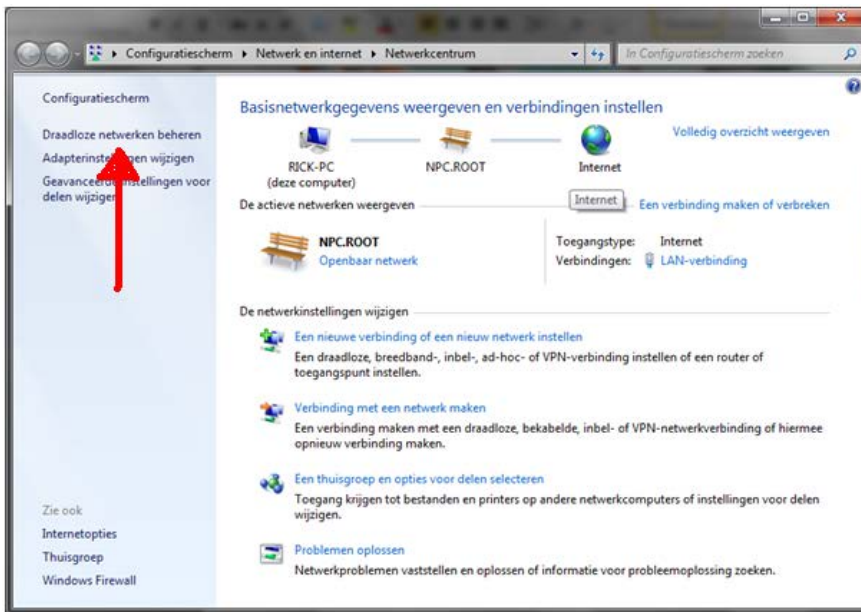 Configuratiescherm ▸ Netwerk en internet ▸ Netwerkcentrum
In Configuratiescherm zoeken
Configuratiescherm
Draadloze netwerken beheren
Adapterinstellingen wijzigen
Geavanceerde instellingen voor
delen wijzigen
Zie ook
Internetopties
Thuisgroep
Windows Firewall
Basisnetwerkgegevens weergeven en verbindingen instellen
Volledig overzicht weergeven
RICK-PC
(deze computer)
NPC.ROOT
Internet
Internet
De actieve netwerken weergeven
Een verbinding maken of verbreken
NPC.ROOT
Openbaar netwerk
Toegangstype: Internet
Verbindingen: LAN-verbinding
De netwerkinstellingen wijzigen
Een nieuwe verbinding of een nieuw netwerk instellen
Een draadloze, breedband-, inbel-, ad-hoc- of VPN-verbinding instellen of een router of
toegangspunt instellen.
Verbinding met een netwerk maken
Een verbinding maken met een draadloze, bekabelde, inbel- of VPN-netwerkverbinding of hiermee
opnieuw verbinding maken.
Een thuisgroep en opties voor delen selecteren
Toegang krijgen tot bestanden en printers op andere netwerkcomputers of instellingen voor delen
wijzigen.
Problemen oplossen
Netwerkproblemen vaststellen en oplossen of informatie voor probleemoplossing zoeken.